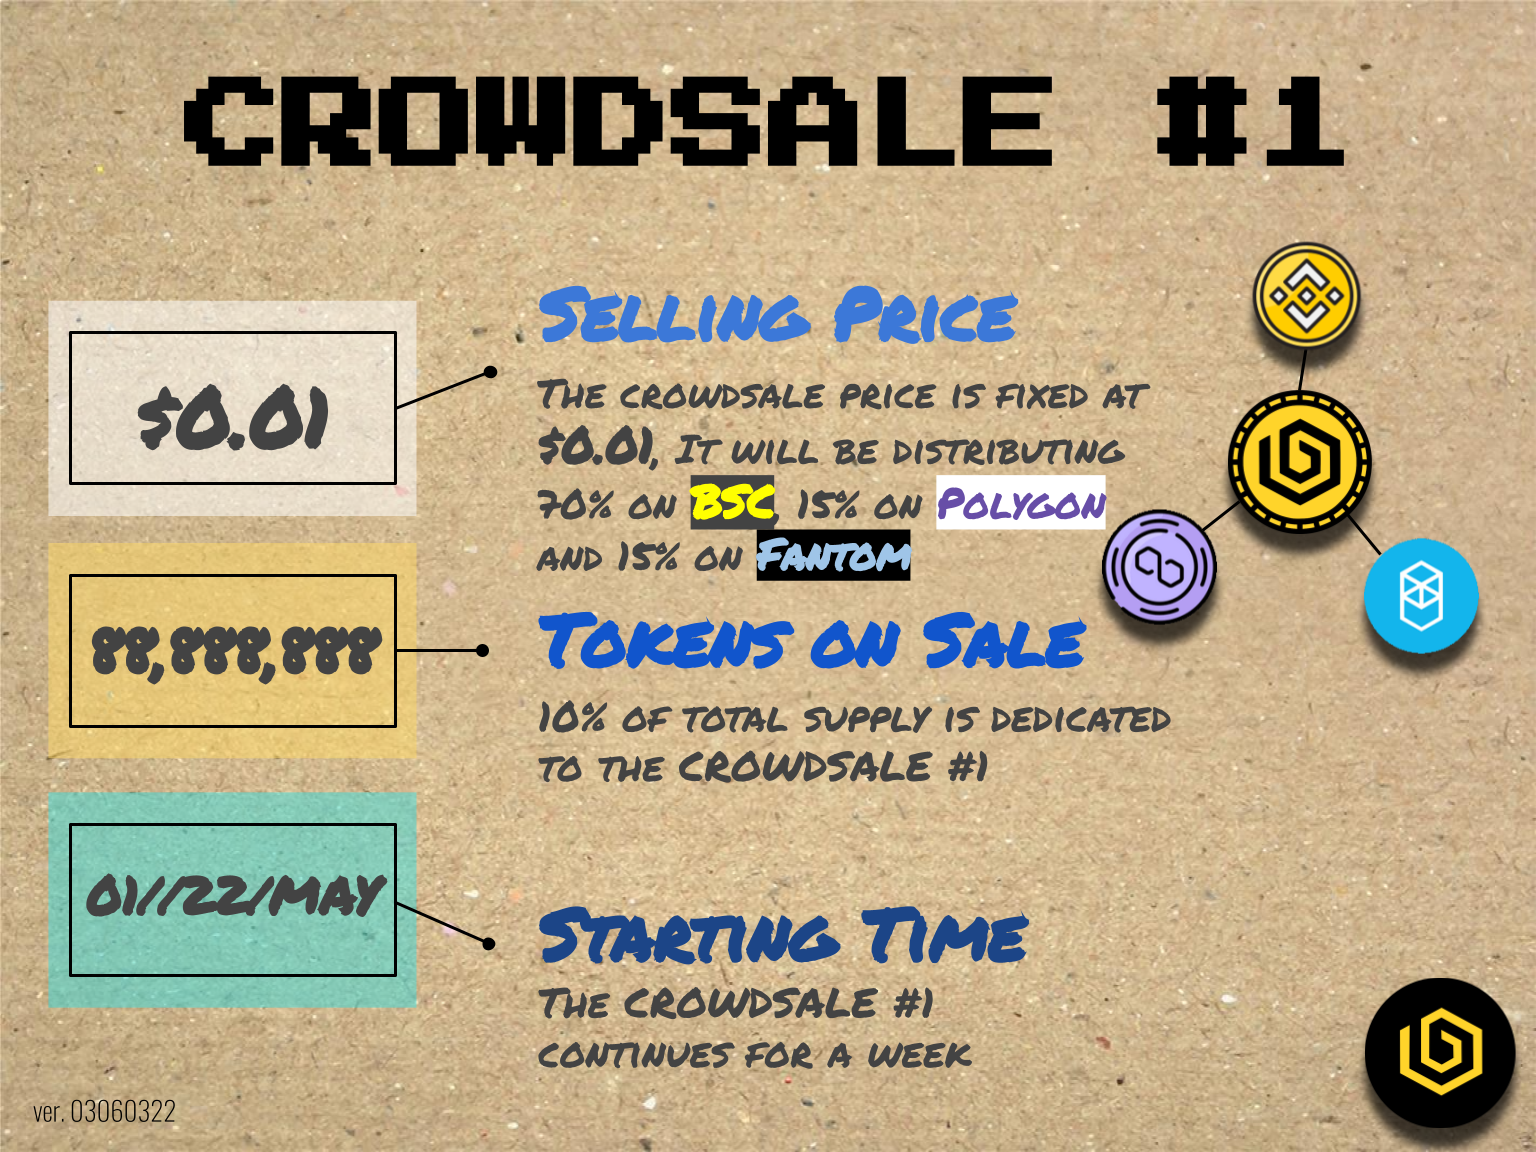 CROWDSALE #1
$0.01
SELLING PRICE
THE CROWDSALE PRICE IS FIXED AT
$0.01, IT WILL BE DISTRIBUTING
70% ON BSC, 15% ON POLYGON
AND 15% ON FANTOM
88,888,888
TOKENS ON SALE
10% OF TOTAL SUPPLY IS DEDICATED
TO THE CROWDSALE #1
01//22/MAY
STARTING TIME
THE CROWDSALE #1
CONTINUES FOR A WEEK
ver. 03060322